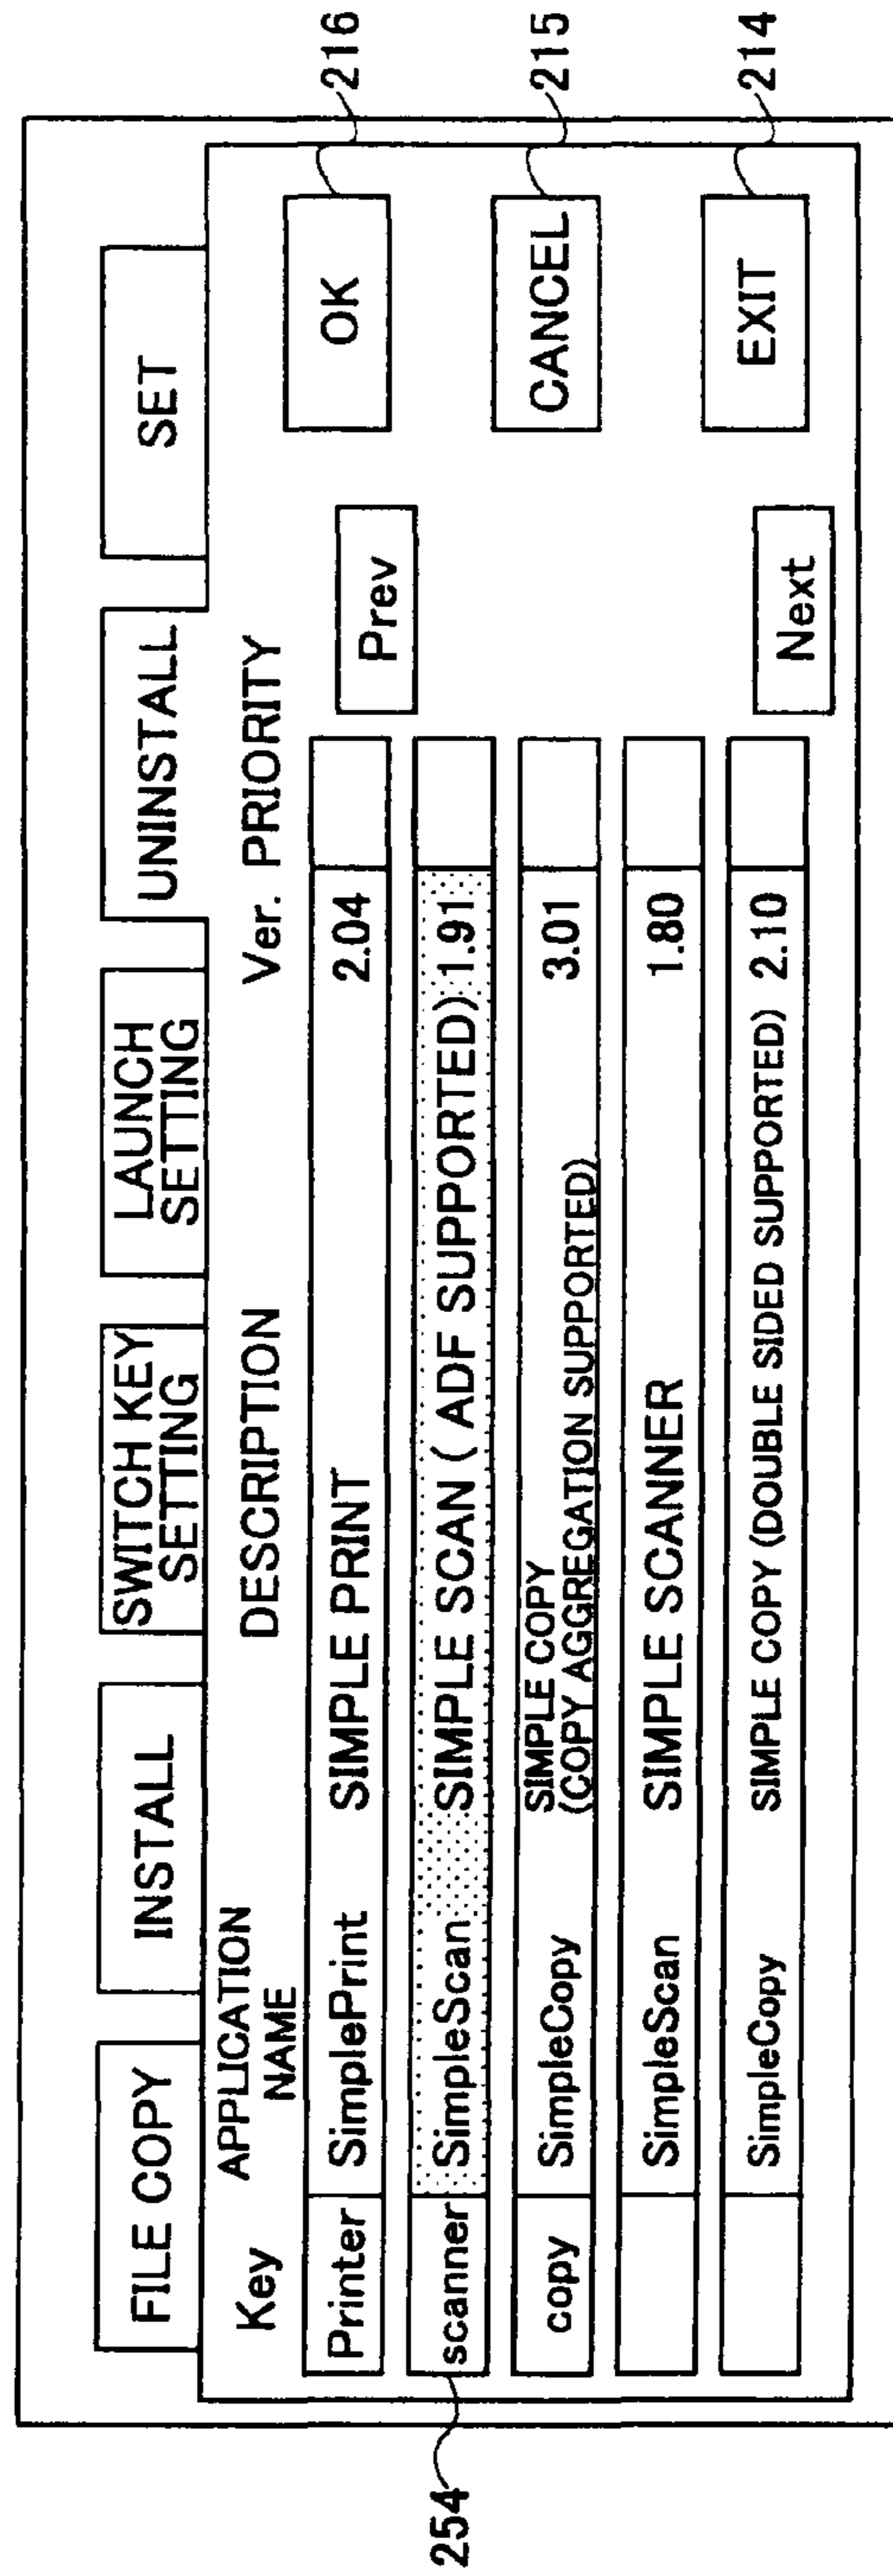 FILE COPY
INSTALL
SWITCH KEY
SETTING
LAUNCH
SETTING
UNINSTALL
SET
Key
APPLICATION
NAME
DESCRIPTION
Ver.
PRIORITY
Printer SimplePrint SIMPLE PRINT 2.04
scanner SimpleScan SIMPLE SCAN ( ADF SUPPORTED) 1.91
copy SimpleCopy SIMPLE COPY
(COPY AGGREGATION SUPPORTED) 3.01
SimpleScan SIMPLE SCANNER 1.80
SimpleCopy SIMPLE COPY (DOUBLE SIDED SUPPORTED) 2.10
Prev
Next
OK
CANCEL
EXIT
216
215
214
254